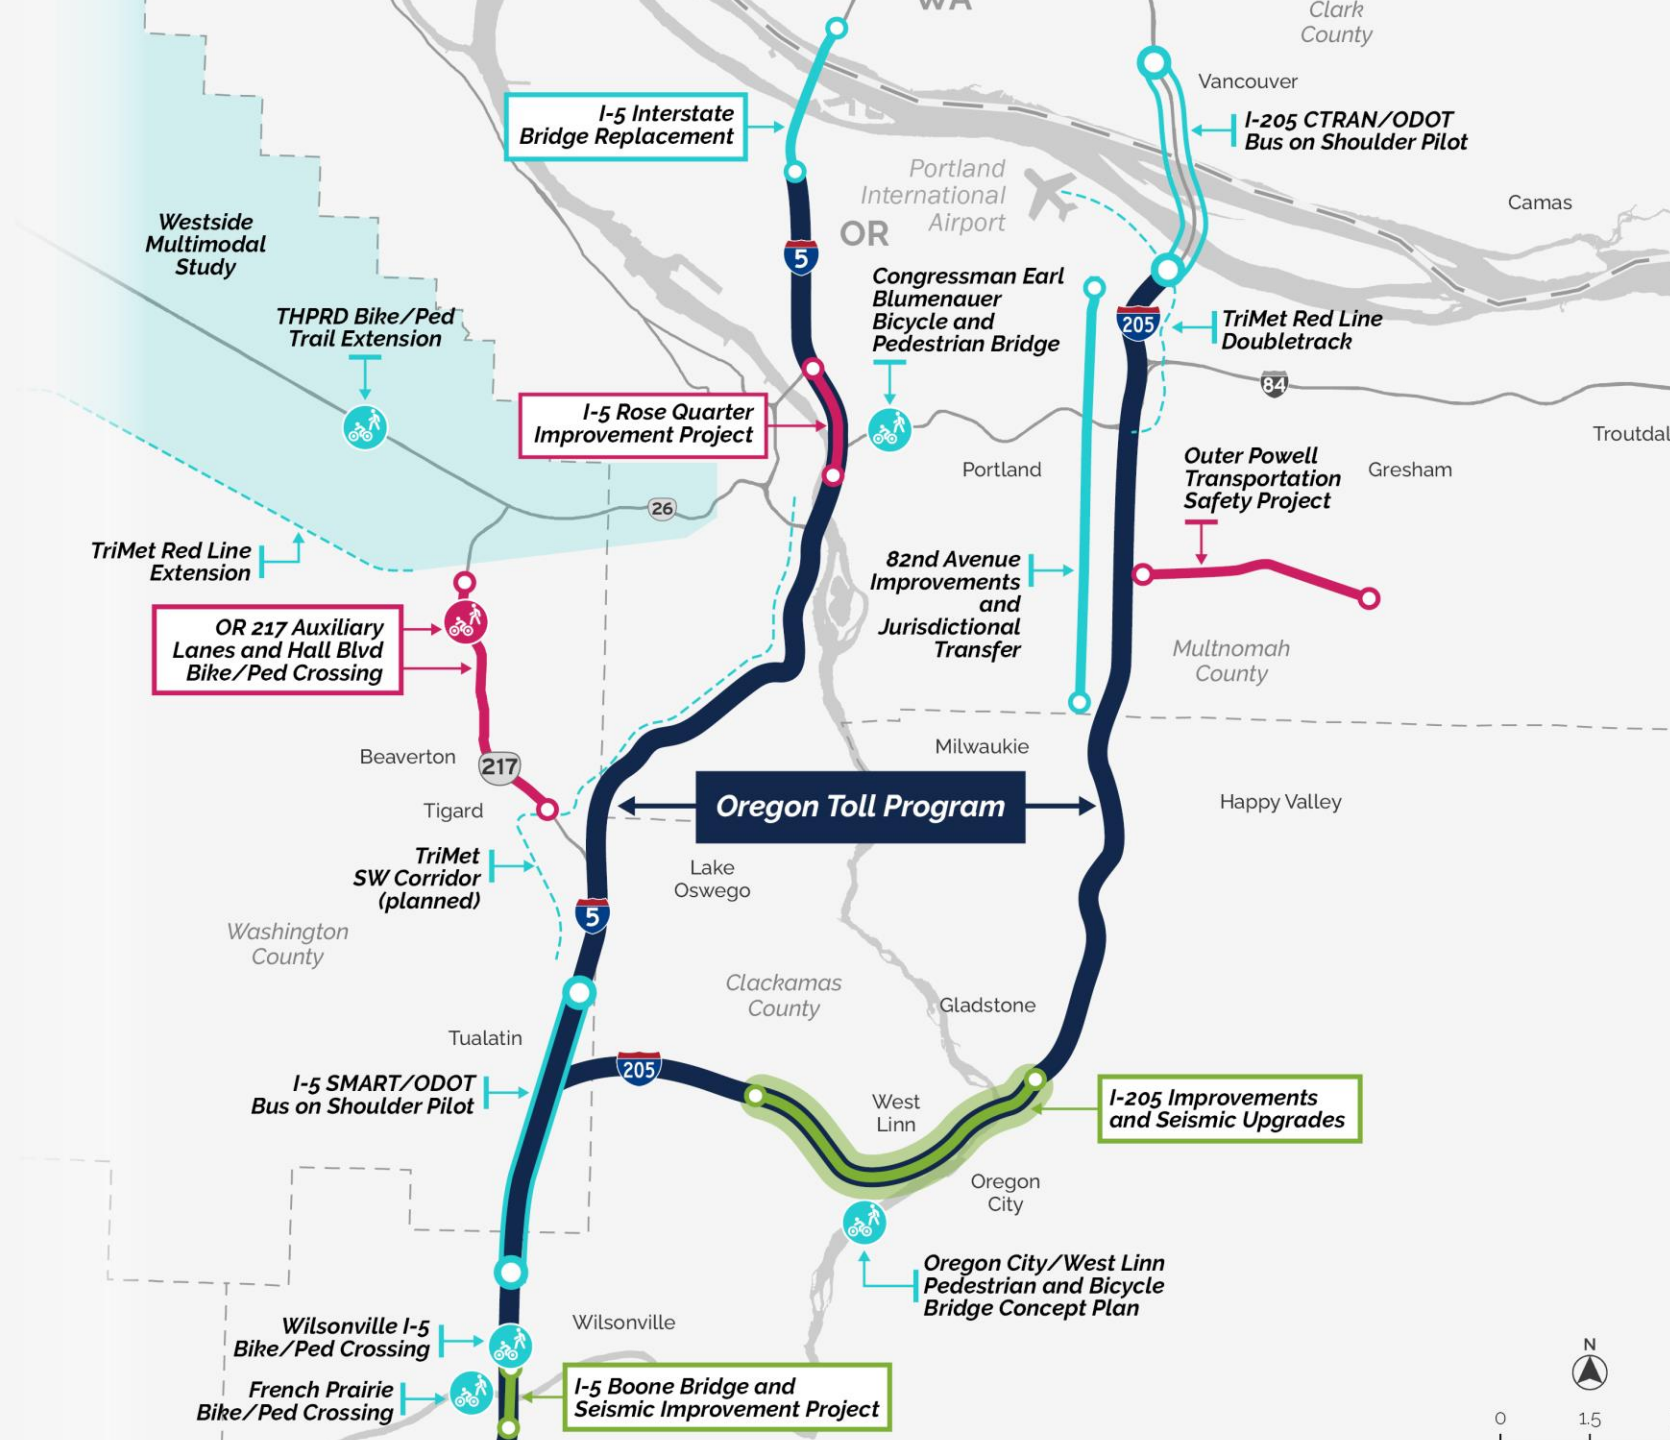 WA
Clark
County
Vancouver
I-5 Interstate
Bridge Replacement
I-205 CTRAN/ODOT
Bus on Shoulder Pilot
Portland
International
Airport
Camas
Westside
Multimodal
Study
OR
5
Congressman Earl
Blumenauer
Bicycle and
Pedestrian Bridge
THPRD Bike/Ped
Trail Extension
205
TriMet Red Line
Doubletrack
84
I-5 Rose Quarter
Improvement Project
Troutdal
Portland
Outer Powell
Transportation
Safety Project
Gresham
26
TriMet Red Line
Extension
82nd Avenue
Improvements
and
Jurisdictional
Transfer
OR 217 Auxiliary
Lanes and Hall Blvd
Bike/Ped Crossing
Multnomah
County
Beaverton
217
Milwaukie
Tigard
Oregon Toll Program
Happy Valley
TriMet
SW Corridor
(planned)
Lake
Oswego
5
Washington
County
Clackamas
County
Gladstone
Tualatin
205
I-5 SMART/ODOT
Bus on Shoulder Pilot
West
Linn
I-205 Improvements
and Seismic Upgrades
Oregon
City
Oregon City/West Linn
Pedestrian and Bicycle
Bridge Concept Plan
Wilsonville I-5
Bike/Ped Crossing
Wilsonville
French Prairie
Bike/Ped Crossing
I-5 Boone Bridge and
Seismic Improvement Project
N
0 1.5